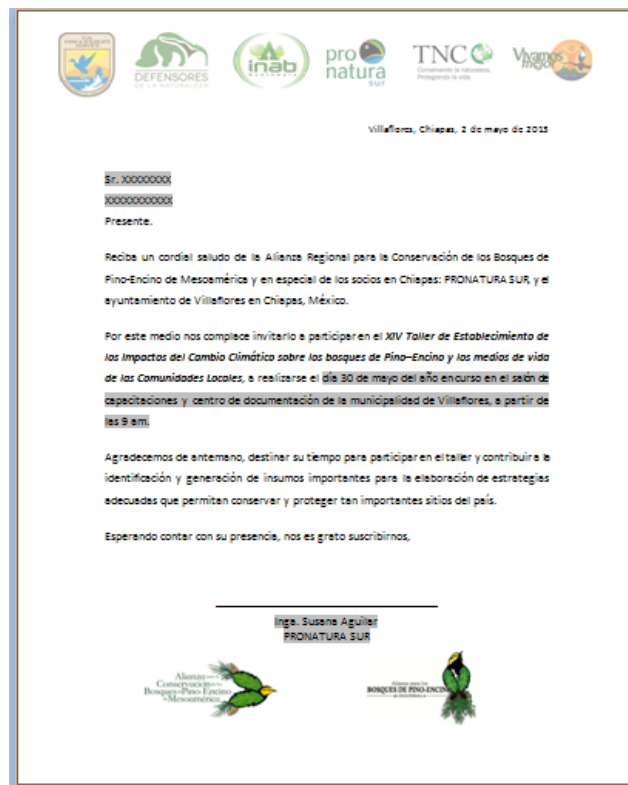 DEFENSORES
DE LA NATURALEZA
inab
pro
natura
sur
TNC
Conservando la naturaleza.
Protegiendo la vida.
Vivamos
mejor
Villaflores, Chiapas, 2 de mayo de 2013
Sr. XXXXXXXX
XXXXXXXXXXX
Presente.
Reciba un cordial saludo de la Alianza Regional para la Conservación de los Bosques de
Pino-Encino de Mesoamérica y en especial de los socios en Chiapas: PRONATURA SUR, y el
ayuntamiento de Villaflores en Chiapas, México.
Por este medio nos complace invitarlo a participar en el XIV Taller de Establecimiento de
los Impactos del Cambio Climático sobre los bosques de Pino–Encino y los medios de vida
de las Comunidades Locales, a realizarse el día 30 de mayo del año en curso en el salón de
capacitaciones y centro de documentación de la municipalidad de Villaflores, a partir de
las 9 am.
Agradecemos de antemano, destinar su tiempo para participar en el taller y contribuir a la
identificación y generación de insumos importantes para la elaboración de estrategias
adecuadas que permitan conservar y proteger tan importantes sitios del país.
Esperando contar con su presencia, nos es grato suscribirnos,
Inga. Susana Aguilar
PRONATURA SUR
Alianza para la
Conservación de los
Bosques de Pino-Encino
de Mesoamérica
Alianza para los
BOSQUES DE PINO-ENCINO